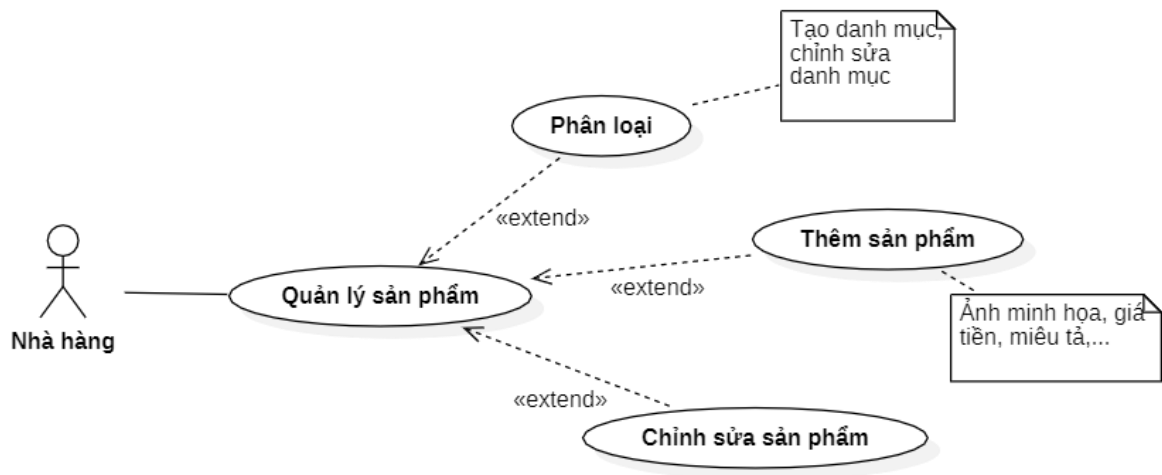 Tạo danh mục,
chỉnh sửa
danh mục
Phân loại
«extend»
Thêm sản phẩm
«extend»
Quản lý sản phẩm
Nhà hàng
Ảnh minh họa, giá
tiền, miêu tả,...
«extend»
Chỉnh sửa sản phẩm